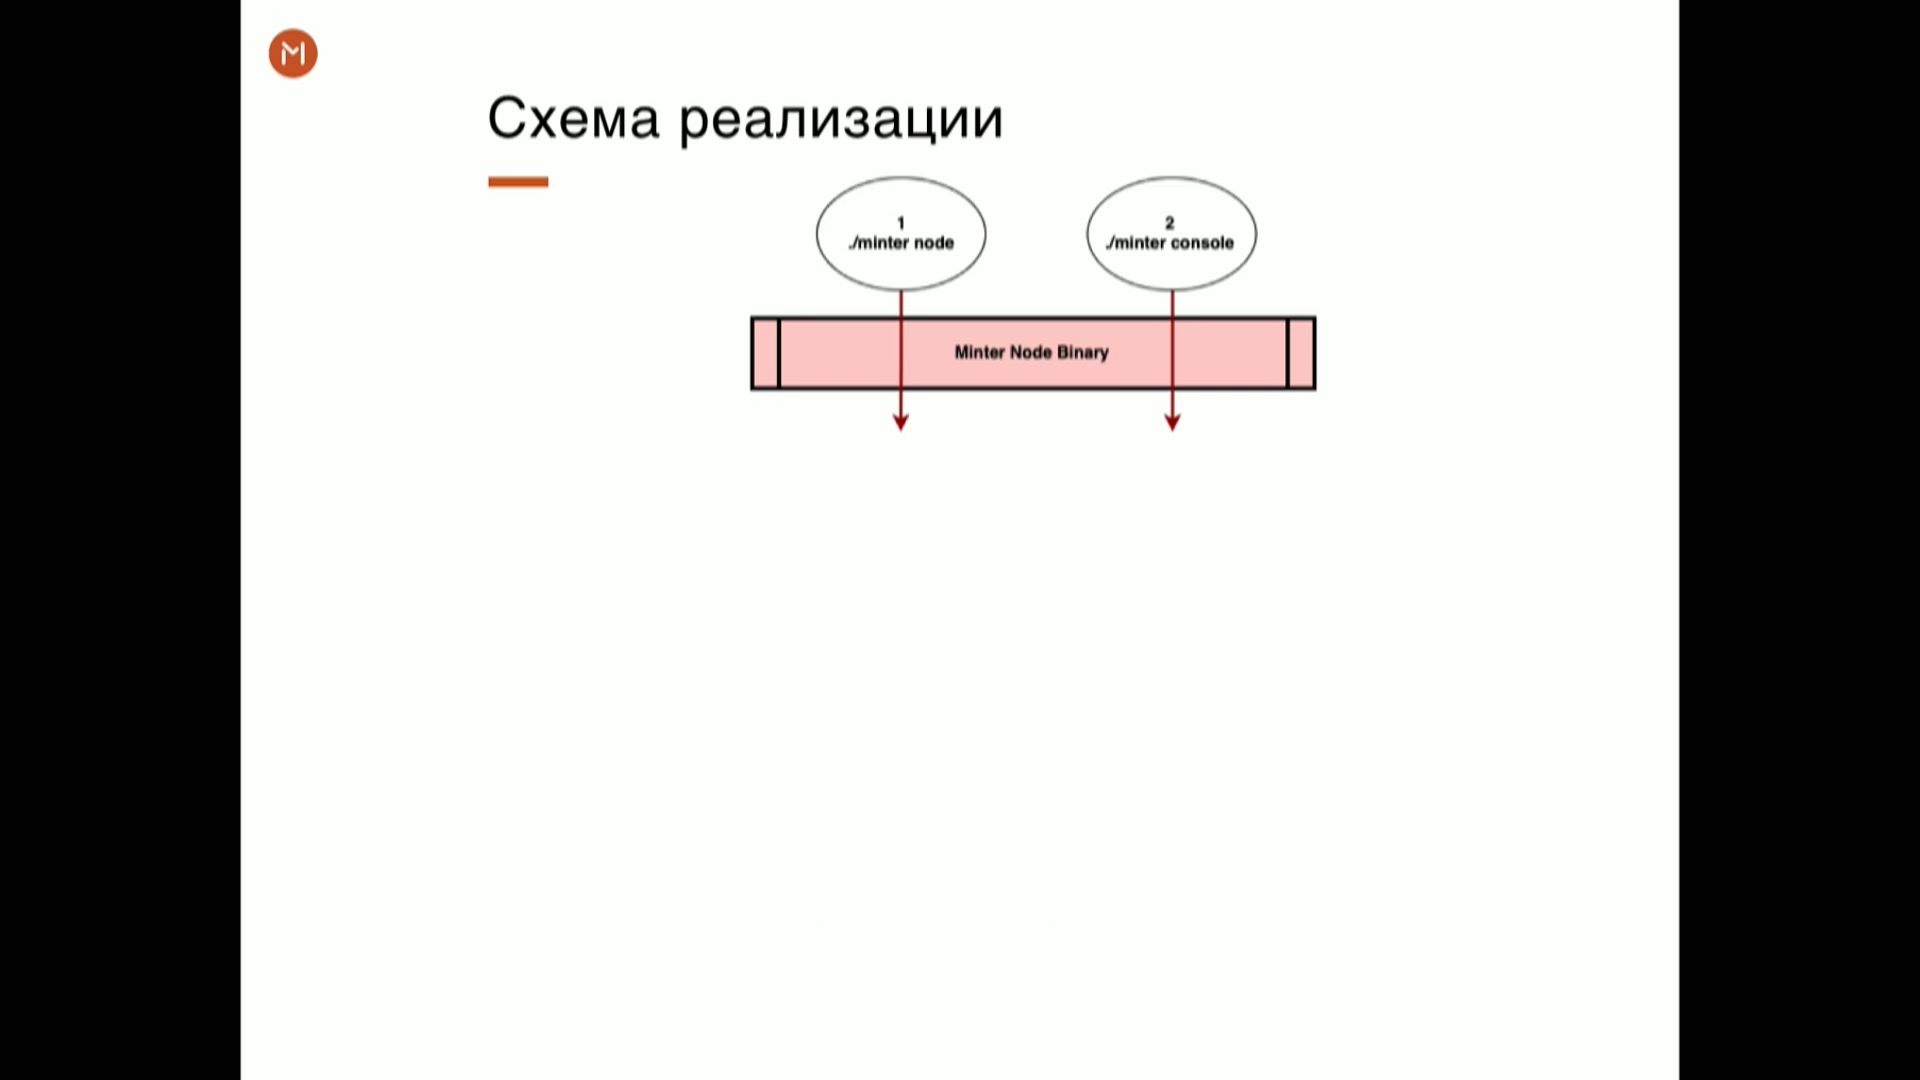 Схема реализации
1
./minter node
2
./minter console
Minter Node Binary